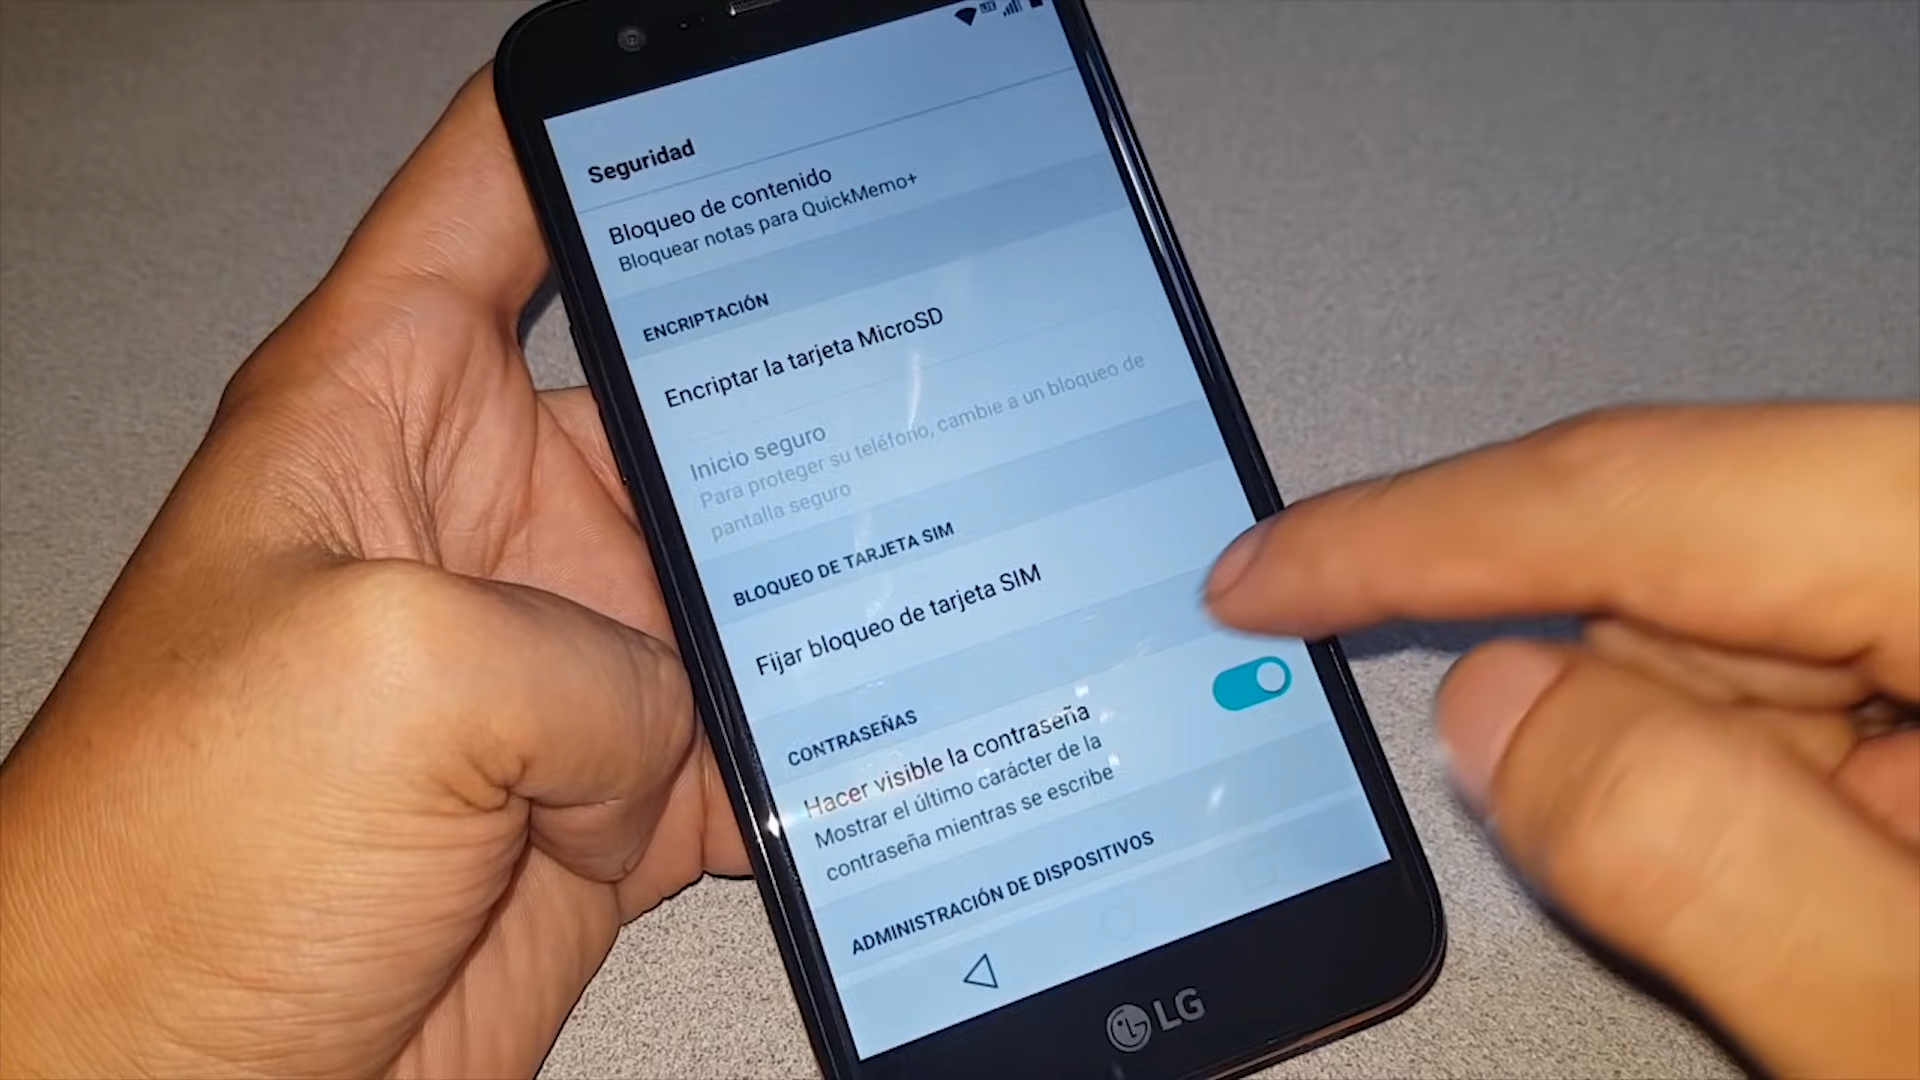 Seguridad
Bloqueo de contenido
Bloquear notas para QuickMemo+
ENCRIPTACIÓN
Encriptar la tarjeta MicroSD
Inicio seguro
Para proteger su teléfono, cambie a un bloqueo de
pantalla seguro
BLOQUEO DE TARJETA SIM
Fijar bloqueo de tarjeta SIM
CONTRASEÑAS
Hacer visible la contraseña
Mostrar el último carácter de la
contraseña mientras se escribe
ADMINISTRACIÓN DE DISPOSITIVOS
LG